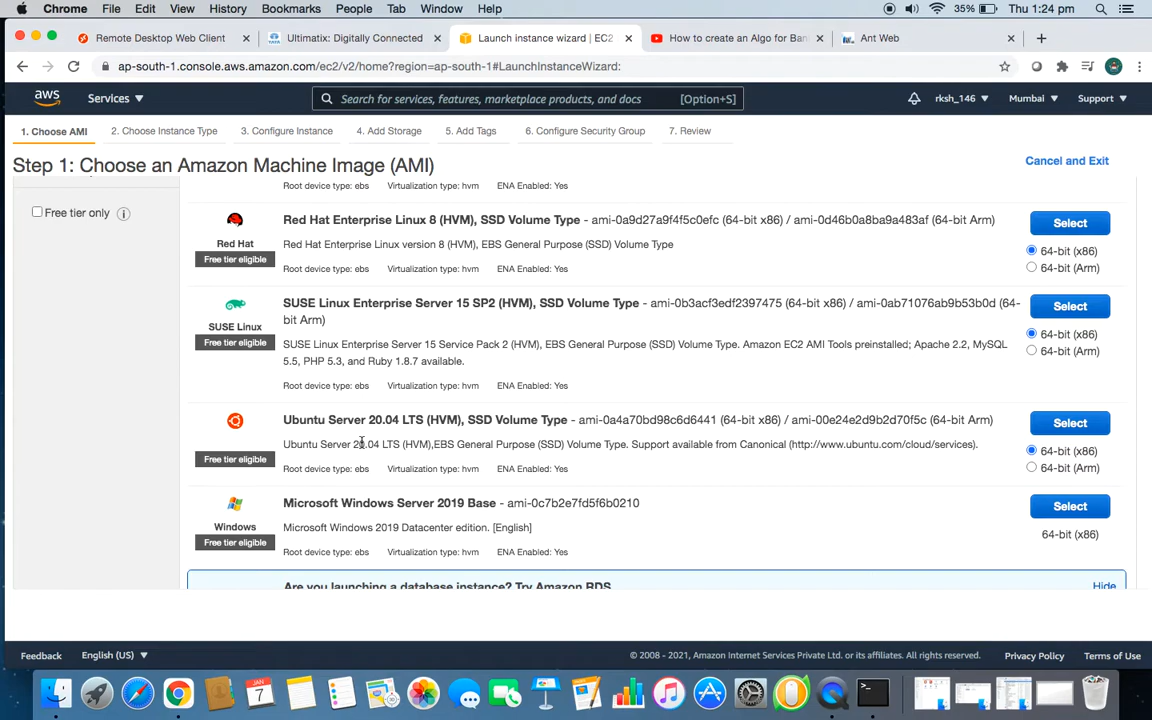 Chrome File Edit View History Bookmarks People Tab Window Help 35% Thu 1:24 pm
Remote Desktop Web Client Ultimatix: Digitally Connected Launch instance wizard | EC2 How to create an Algo for Ban Ant Web
ap-south-1.console.aws.amazon.com/ec2/v2/home?region=ap-south-1#LaunchInstanceWizard:
aws Services Search for services, features, marketplace products, and docs [Option+S] rksh_146 Mumbai Support
1. Choose AMI 2. Choose Instance Type 3. Configure Instance 4. Add Storage 5. Add Tags 6. Configure Security Group 7. Review
Step 1: Choose an Amazon Machine Image (AMI) Cancel and Exit
Root device type: ebs Virtualization type: hvm ENA Enabled: Yes
Free tier only i
Red Hat
Free tier eligible
Red Hat Enterprise Linux 8 (HVM), SSD Volume Type - ami-0a9d27a9f4f5c0efc (64-bit x86) / ami-0d46b0a8ba9a483af (64-bit Arm)
Red Hat Enterprise Linux version 8 (HVM), EBS General Purpose (SSD) Volume Type
Root device type: ebs Virtualization type: hvm ENA Enabled: Yes
Select
64-bit (x86)
64-bit (Arm)
SUSE Linux
Free tier eligible
SUSE Linux Enterprise Server 15 SP2 (HVM), SSD Volume Type - ami-0b3acf3edf2397475 (64-bit x86) / ami-0ab71076ab9b53b0d (64-
bit Arm)
SUSE Linux Enterprise Server 15 Service Pack 2 (HVM), EBS General Purpose (SSD) Volume Type. Amazon EC2 AMI Tools preinstalled; Apache 2.2, MySQL
5.5, PHP 5.3, and Ruby 1.8.7 available.
Root device type: ebs Virtualization type: hvm ENA Enabled: Yes
Select
64-bit (x86)
64-bit (Arm)
Free tier eligible
Ubuntu Server 20.04 LTS (HVM), SSD Volume Type - ami-0a4a70bd98c6d6441 (64-bit x86) / ami-00e24e2d9b2d70f5c (64-bit Arm)
Ubuntu Server 20.04 LTS (HVM),EBS General Purpose (SSD) Volume Type. Support available from Canonical (http://www.ubuntu.com/cloud/services).
Root device type: ebs Virtualization type: hvm ENA Enabled: Yes
Select
64-bit (x86)
64-bit (Arm)
Windows
Free tier eligible
Microsoft Windows Server 2019 Base - ami-0c7b2e7fd5f6b0210
Microsoft Windows 2019 Datacenter edition. [English]
Root device type: ebs Virtualization type: hvm ENA Enabled: Yes
Select
64-bit (x86)
Are you launching a database instance? Try Amazon RDS. Hide
Feedback English (US) © 2008 - 2021, Amazon Internet Services Private Ltd. or its affiliates. All rights reserved. Privacy Policy Terms of Use